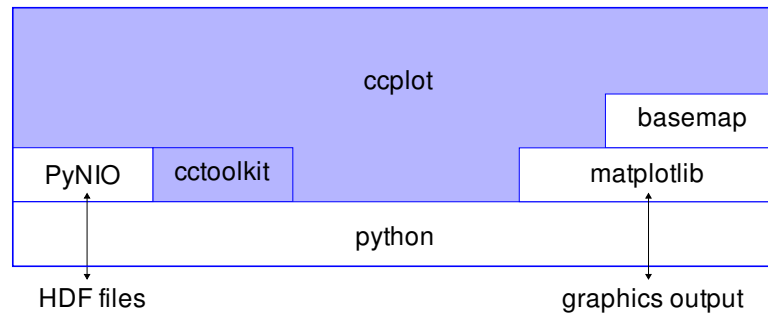 ccplot
basemap
PyNIO
cctoolkit
matplotlib
python
HDF files
graphics output